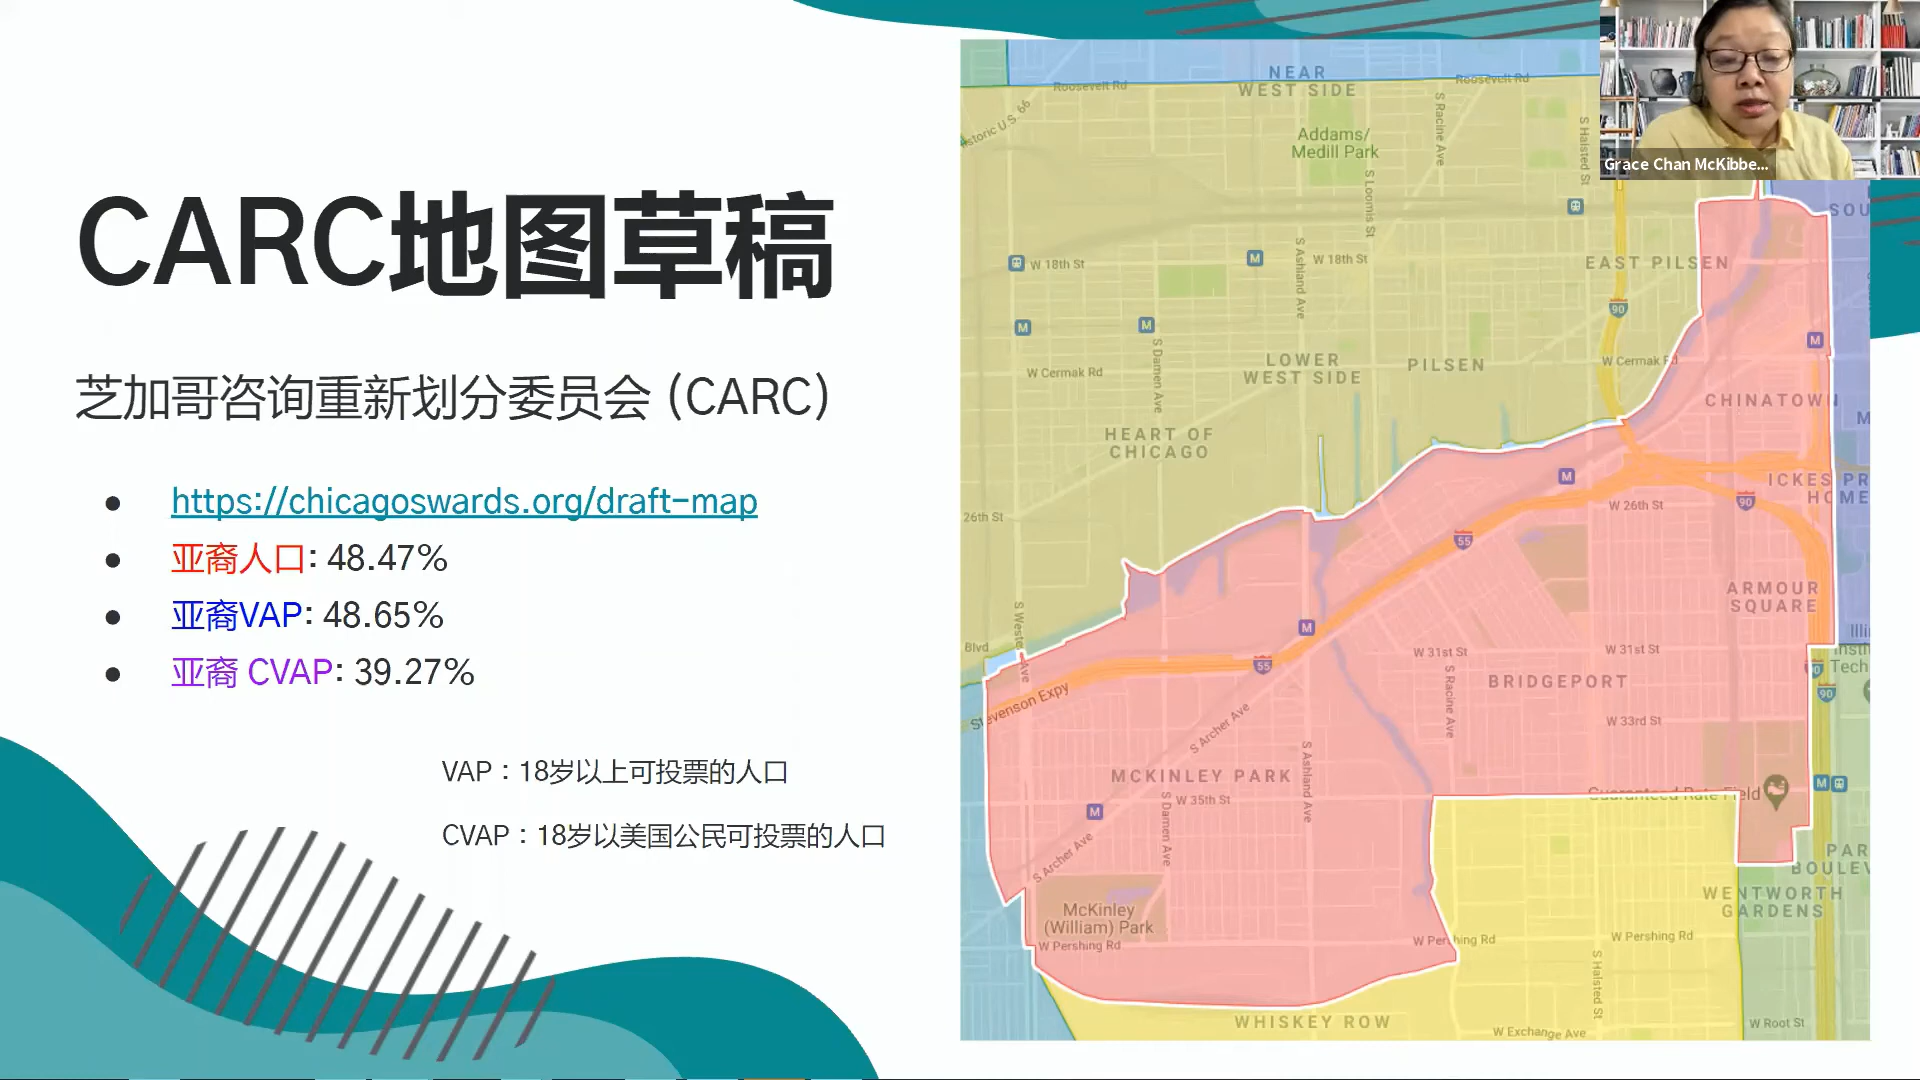 CARC地图草稿
芝加哥咨询重新划分委员会 (CARC)
https://chicagoswards.org/draft-map
亚裔人口: 48.47%
亚裔VAP: 48.65%
亚裔 CVAP: 39.27%
VAP：18岁以上可投票的人口
CVAP：18岁以美国公民可投票的人口
Grace Chan McKibbe...
NEAR
WEST SIDE
Roosevelt Rd
Roosevelt Rd
storic U.S. 66
Addams/
Medill Park
S Racine Ave
S Halsted St
S Loomis St
SOU
EAST PILSEN
W 18th St
M
W 18th St
S Ashland Ave
90
M
M
M
S Damen Ave
LOWER
WEST SIDE
PILSEN
W Cermak Rd
W Cermak Rd
CHINATOWN
M
HEART OF
CHICAGO
M
ICKES PR
HOME
90
W 26th St
26th St
55
ARMOUR
SQUARE
S Western Ave
M
Illi
Blvd
W 31st St
W 31st St
Insti
Tech
55
90
S Racine Ave
BRIDGEPORT
Stevenson Expy
S Archer Ave
W 33rd St
S Ashland Ave
MCKINLEY PARK
M
W 35th St
Guaranteed Rate Field
M
S Damen Ave
S Archer Ave
PAR
BOULEV
WENTWORTH
GARDENS
McKinley
(William) Park
W Pershing Rd
W Pershing Rd
W Pershing Rd
S Halsted St
WHISKEY ROW
W Exchange Ave
W Root St